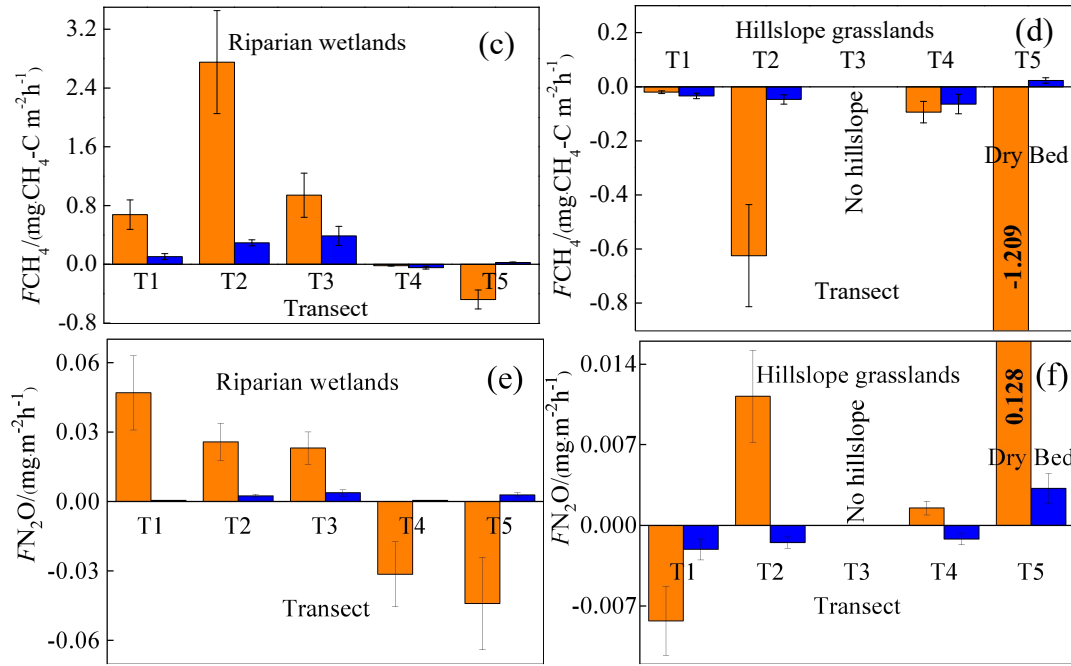 (c)
Riparian wetlands
3.2
2.4
1.6
0.8
0.0
-0.8
FCH₄/(mg.CH₄-C m⁻²h⁻¹)
T1 T2 T3 T4 T5
Transect
(d)
Hillslope grasslands
T1 T2 T3 T4 T5
0.2
0.0
-0.2
-0.4
-0.6
-0.8
FCH₄/(mg.CH₄-C m⁻²h⁻¹)
No hillslope
Dry Bed
-1.209
Transect
(e)
Riparian wetlands
0.06
0.03
0.00
-0.03
-0.06
FN₂O/(mg.m⁻²h⁻¹)
T1 T2 T3 T4 T5
Transect
(f)
Hillslope grasslands
0.014
0.007
0.000
-0.007
FN₂O/(mg.m⁻²h⁻¹)
No hillslope
0.128
Dry Bed
T1 T2 T3 T4 T5
Transect